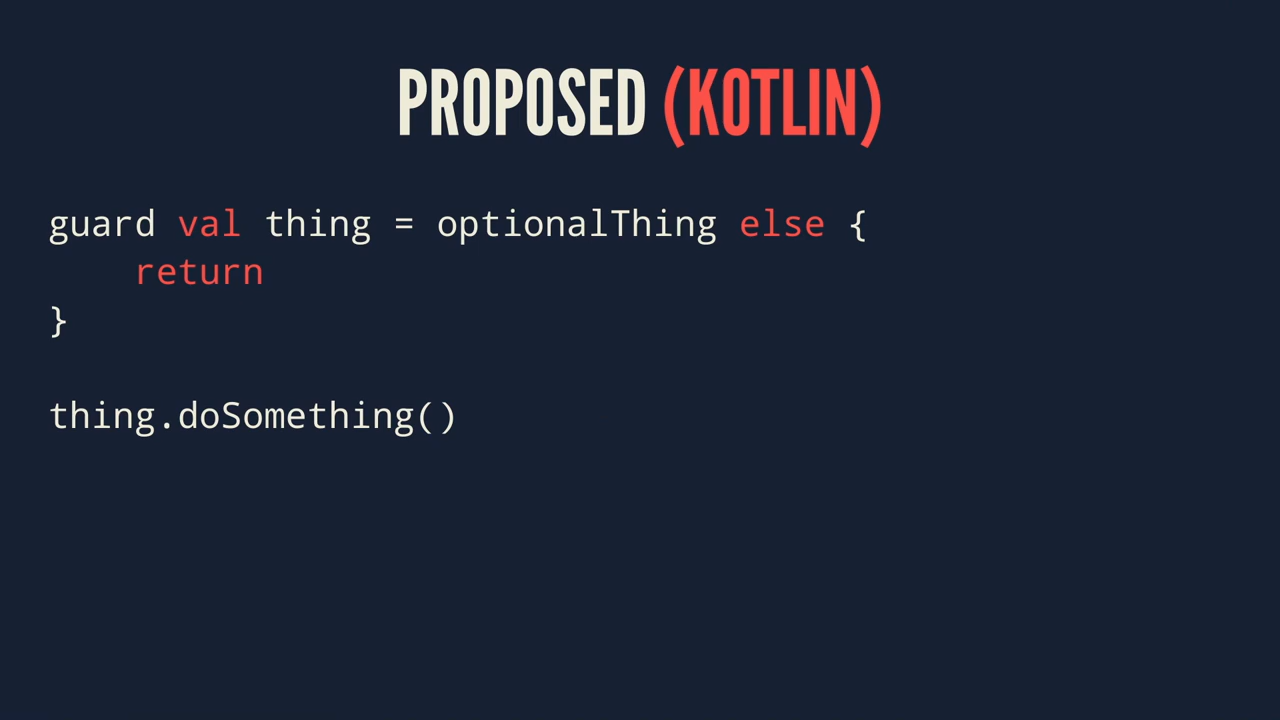 PROPOSED (KOTLIN)
guard val thing = optionalThing else {
    return
}
thing.doSomething()